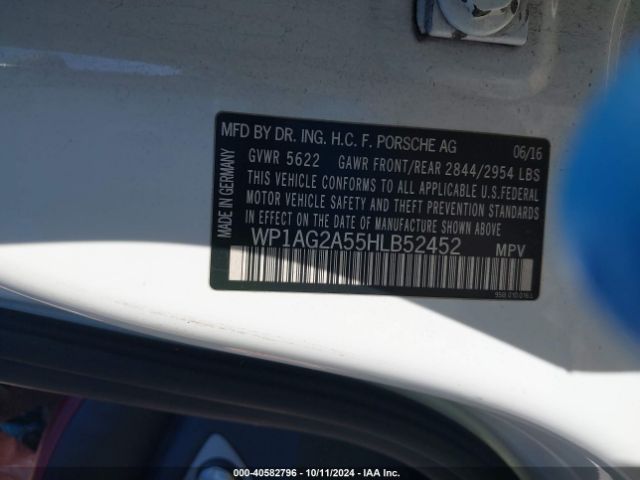 MFD BY DR. ING. H.C. F. PORSCHE AG 06/16
GVWR 5622 GAWR FRONT/REAR 2844/2954 LBS
THIS VEHICLE CONFORMS TO ALL APPLICABLE U.S.FEDERAL
MOTOR VEHICLE SAFETY AND THEFT PREVENTION STANDARDS
IN EFFECT ON THE DATE OF MANUFACTURE SHOWN ABOVE
WP1AG2A55HLB52452 MPV
MADE IN GERMANY
00-40582796 - 10/11/2024 - IAA Inc.